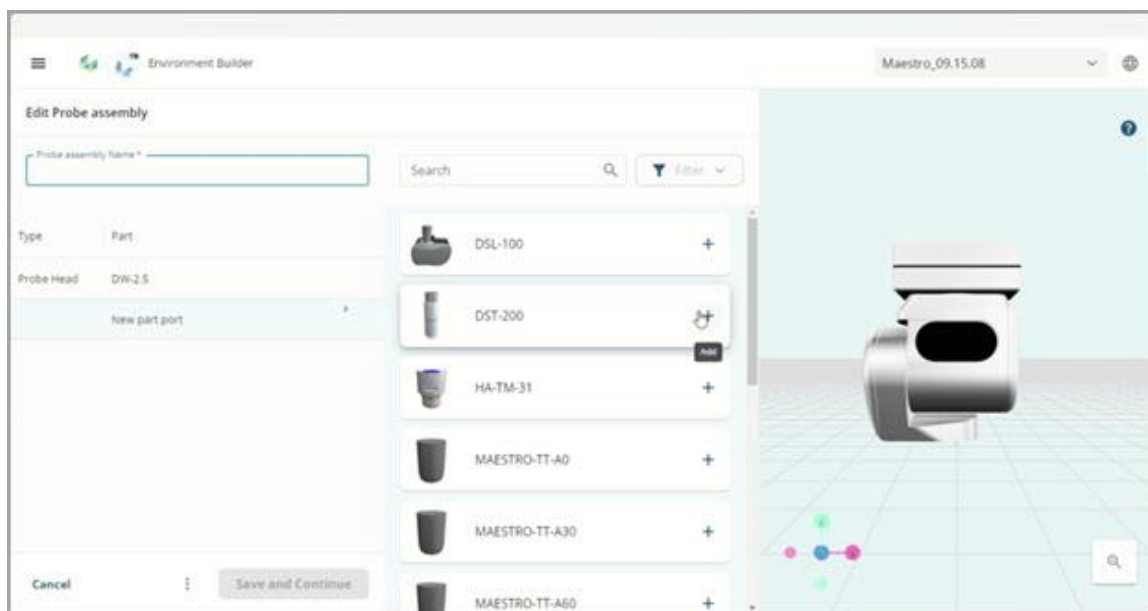 Environment Builder
Maestro_09.15.08
Edit Probe assembly
Probe assembly Name *
Search
Filter
Type Part
Probe Head DW-2.5
New part port
DSL-100
DST-200
Add
HA-TM-31
MAESTRO-TT-A0
MAESTRO-TT-A30
MAESTRO-TT-A60
Cancel
Save and Continue